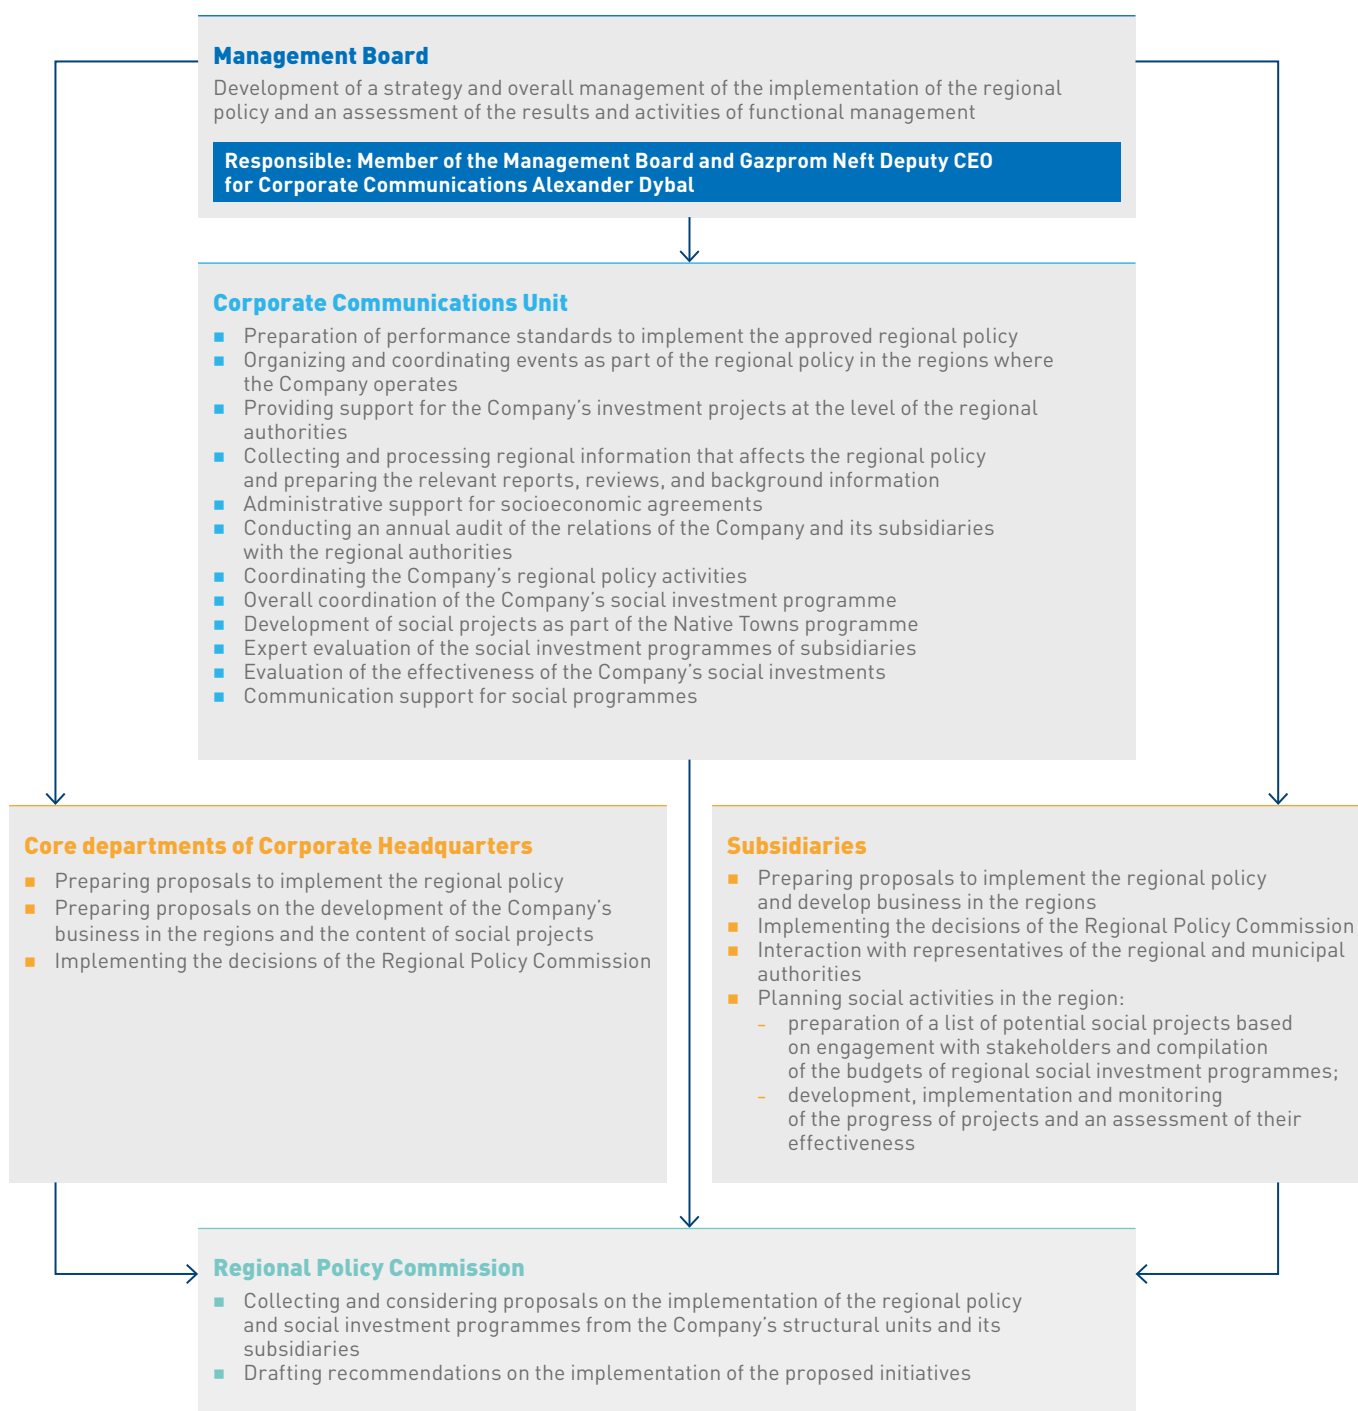 Management Board
Development of a strategy and overall management of the implementation of the regional
policy and an assessment of the results and activities of functional management
Responsible: Member of the Management Board and Gazprom Neft Deputy CEO
for Corporate Communications Alexander Dybal
Corporate Communications Unit
■ Preparation of performance standards to implement the approved regional policy
■ Organizing and coordinating events as part of the regional policy in the regions where
the Company operates
■ Providing support for the Company’s investment projects at the level of the regional
authorities
■ Collecting and processing regional information that affects the regional policy
and preparing the relevant reports, reviews, and background information
■ Administrative support for socioeconomic agreements
■ Conducting an annual audit of the relations of the Company and its subsidiaries
with the regional authorities
■ Coordinating the Company’s regional policy activities
■ Overall coordination of the Company’s social investment programme
■ Development of social projects as part of the Native Towns programme
■ Expert evaluation of the social investment programmes of subsidiaries
■ Evaluation of the effectiveness of the Company’s social investments
■ Communication support for social programmes
Core departments of Corporate Headquarters
■ Preparing proposals to implement the regional policy
■ Preparing proposals on the development of the Company’s
business in the regions and the content of social projects
■ Implementing the decisions of the Regional Policy Commission
Subsidiaries
■ Preparing proposals to implement the regional policy
and develop business in the regions
■ Implementing the decisions of the Regional Policy Commission
■ Interaction with representatives of the regional and municipal
authorities
■ Planning social activities in the region:
– preparation of a list of potential social projects based
on engagement with stakeholders and compilation
of the budgets of regional social investment programmes;
– development, implementation and monitoring
of the progress of projects and an assessment of their
effectiveness
Regional Policy Commission
■ Collecting and considering proposals on the implementation of the regional policy
and social investment programmes from the Company’s structural units and its
subsidiaries
■ Drafting recommendations on the implementation of the proposed initiatives